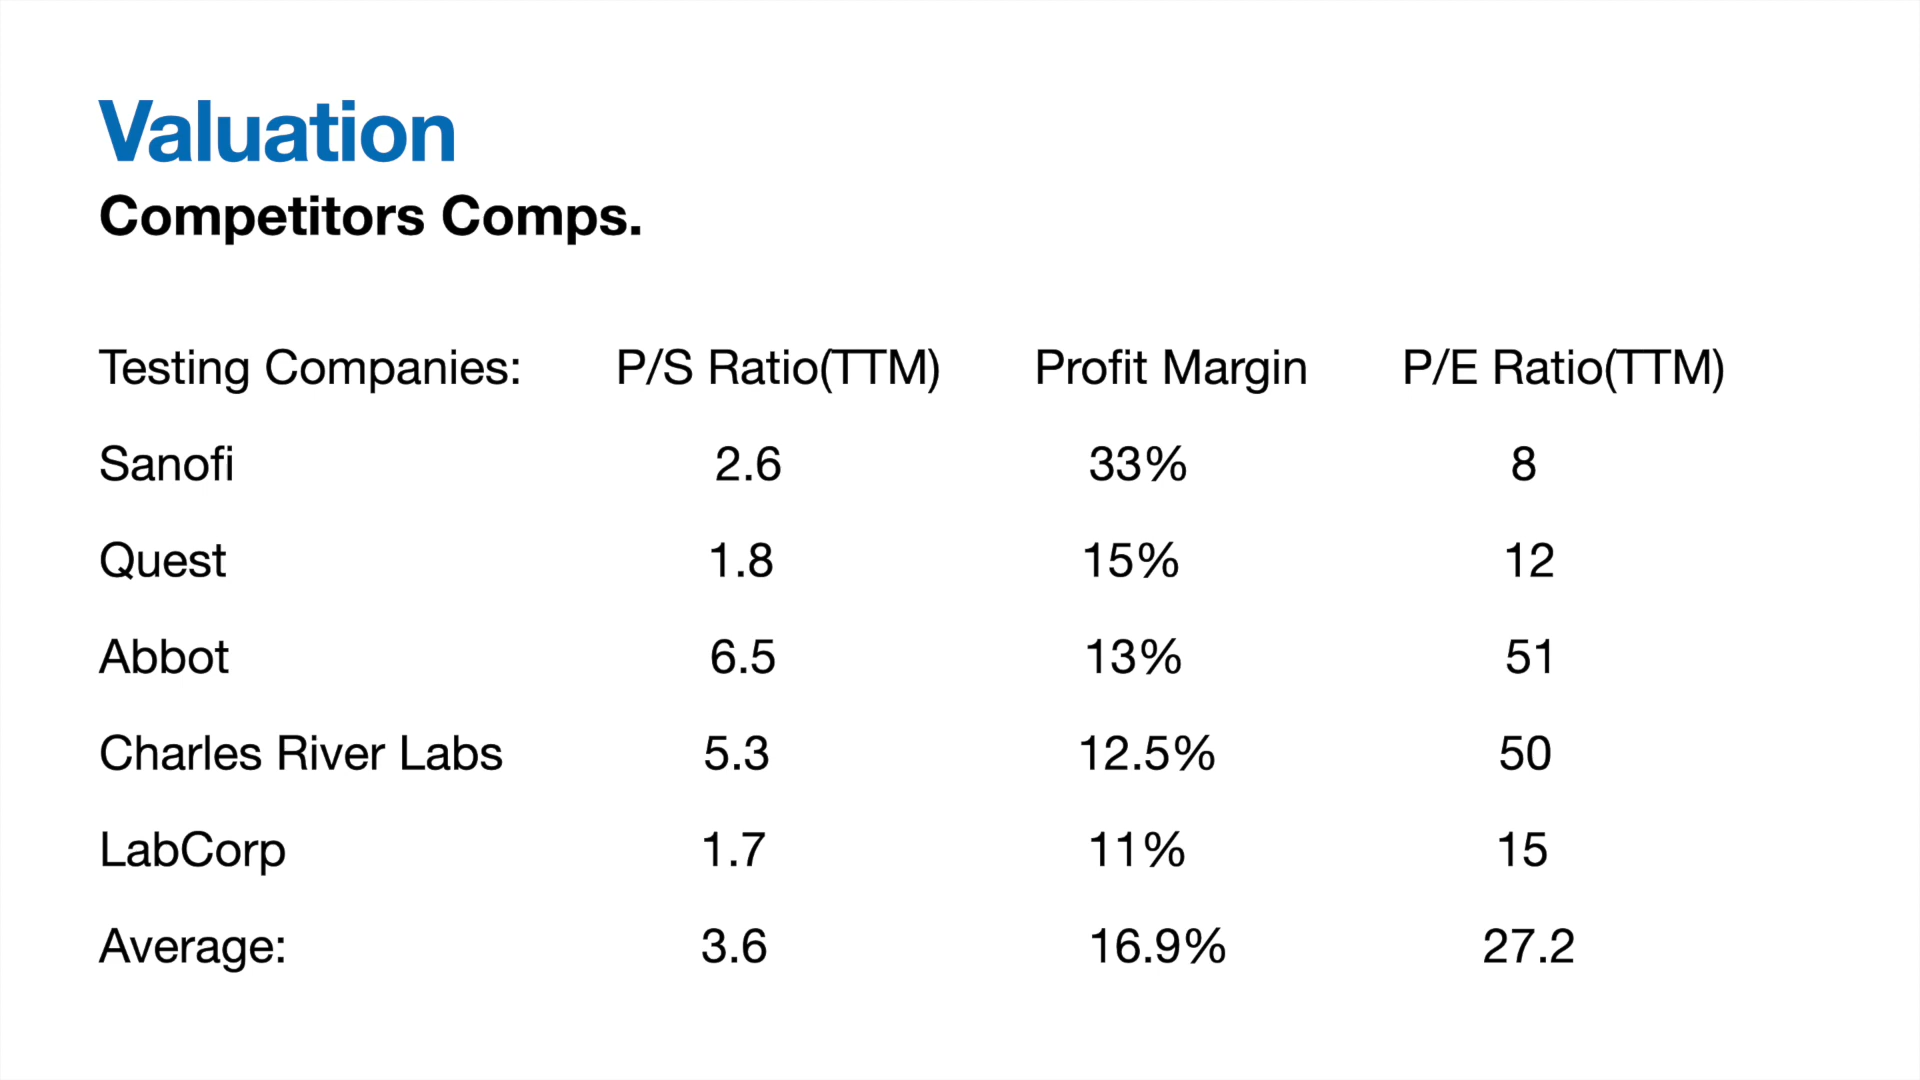 Valuation
Competitors Comps.
Testing Companies: P/S Ratio(TTM) Profit Margin P/E Ratio(TTM)
Sanofi 2.6 33% 8
Quest 1.8 15% 12
Abbot 6.5 13% 51
Charles River Labs 5.3 12.5% 50
LabCorp 1.7 11% 15
Average: 3.6 16.9% 27.2